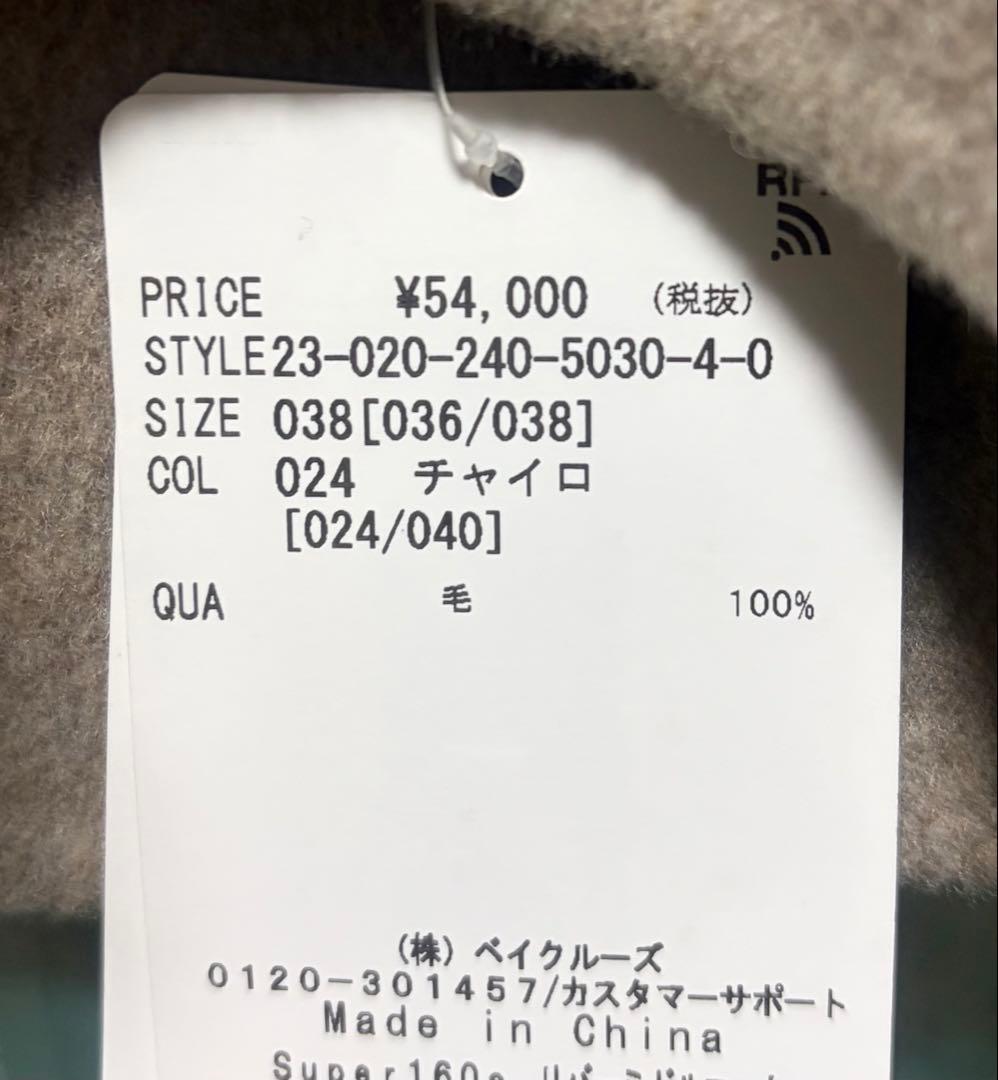 PRICE ¥54,000 (税抜)
STYLE23-020-240-5030-4-0
SIZE 038[036/038]
COL 024 チャイロ
[024/040]
QUA 毛 100%
(株) ベイクルーズ
0120-301457/カスタマーサポート
Made in China